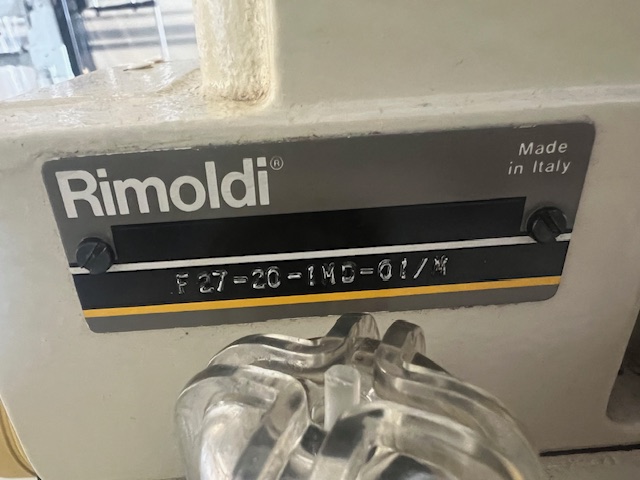 Rimoldi®
Made
in Italy
F27-20-1MD-01/M